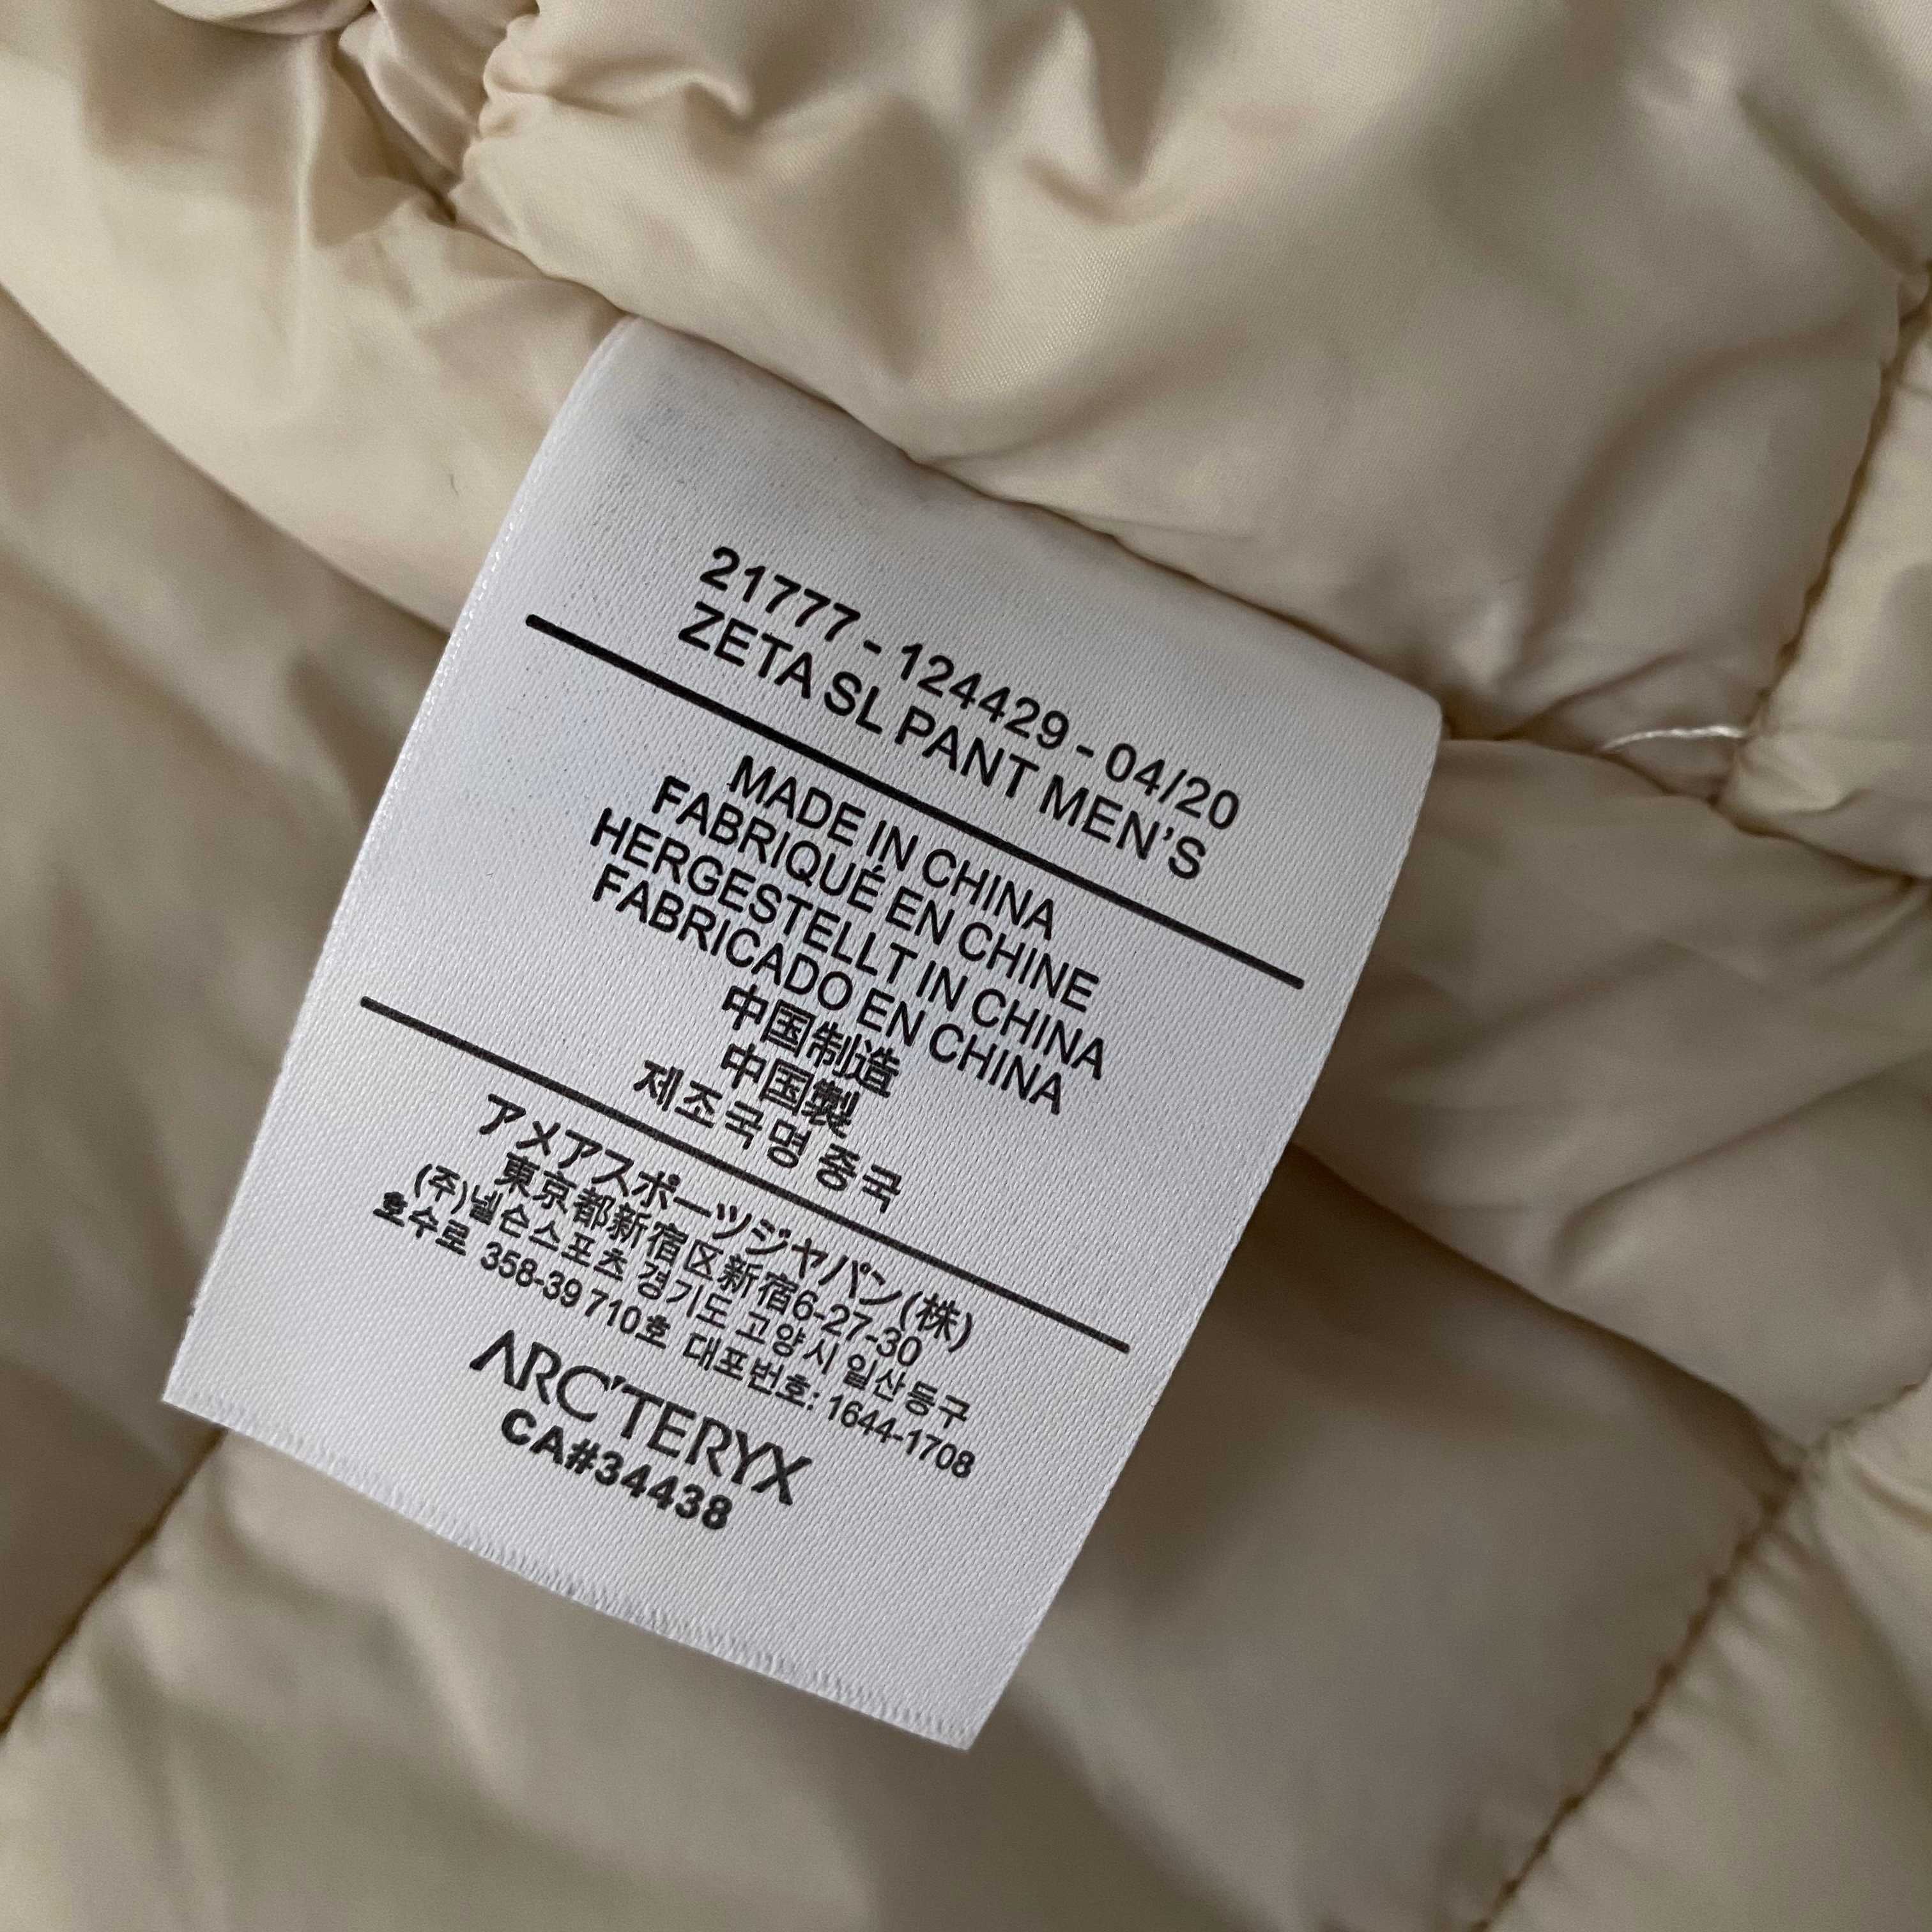 21777 - 124429 - 04/20
ZETA SL PANT MEN'S
MADE IN CHINA
FABRIQUÉ EN CHINE
HERGESTELLT IN CHINA
FABRICADO EN CHINA
中国制造
中国製
제조국명 중국
アメアスポーツジャパン(株)
東京都新宿区新宿6-27-30
(주)넬슨스포츠 경기도 고양시 일산동구
호수로 358-39 710호 대표번호: 1644-1708
ARC'TERYX
CA#34438